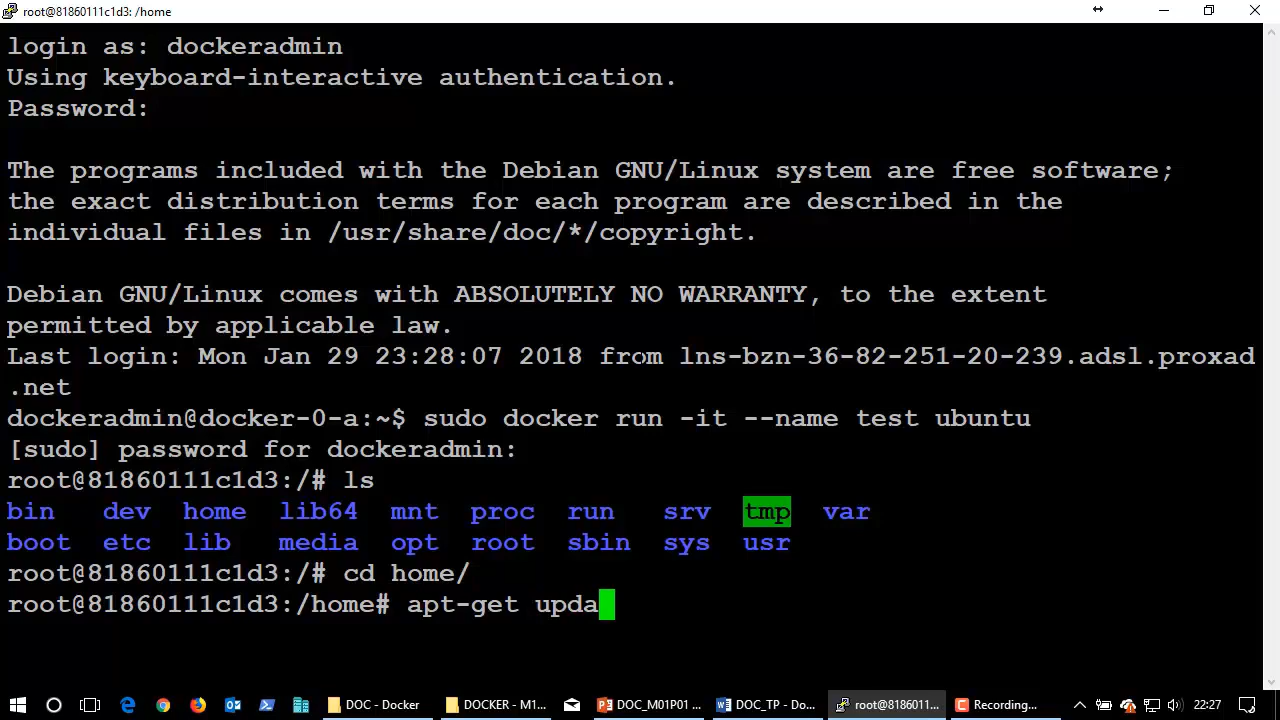 root@81860111c1d3: /home
login as: dockeradmin
Using keyboard-interactive authentication.
Password:
The programs included with the Debian GNU/Linux system are free software;
the exact distribution terms for each program are described in the
individual files in /usr/share/doc/*/copyright.
Debian GNU/Linux comes with ABSOLUTELY NO WARRANTY, to the extent
permitted by applicable law.
Last login: Mon Jan 29 23:28:07 2018 from lns-bzn-36-82-251-20-239.adsl.proxad
.net
dockeradmin@docker-0-a:~$ sudo docker run -it --name test ubuntu
[sudo] password for dockeradmin:
root@81860111c1d3:/# ls
bin dev home lib64 mnt proc run srv tmp var
boot etc lib media opt root sbin sys usr
root@81860111c1d3:/# cd home/
root@81860111c1d3:/home# apt-get upda
DOC - Docker DOCKER - M1... DOC_M01P01 ... DOC_TP - Do... root@8186011... Recording... 22:27